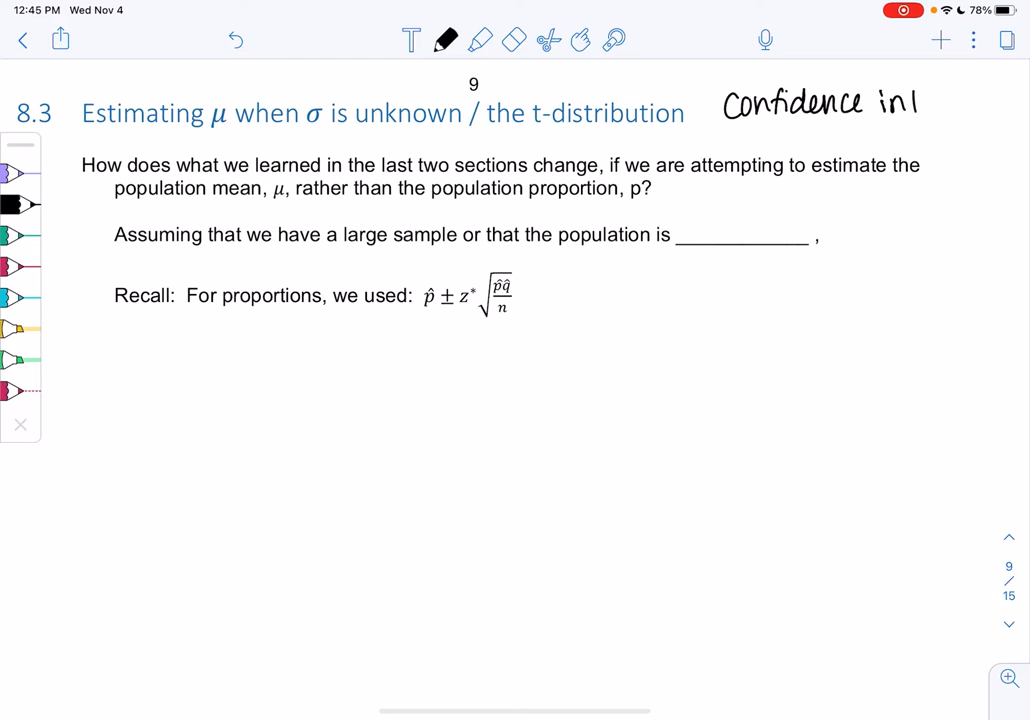 12:45 PM Wed Nov 4
78%
T
9
8.3 Estimating μ when σ is unknown / the t-distribution
Confidence in
How does what we learned in the last two sections change, if we are attempting to estimate the
population mean, μ, rather than the population proportion, p?
Assuming that we have a large sample or that the population is ____________ ,
Recall: For proportions, we used: p̂ ± z* √(p̂q̂/n)
9
/
15